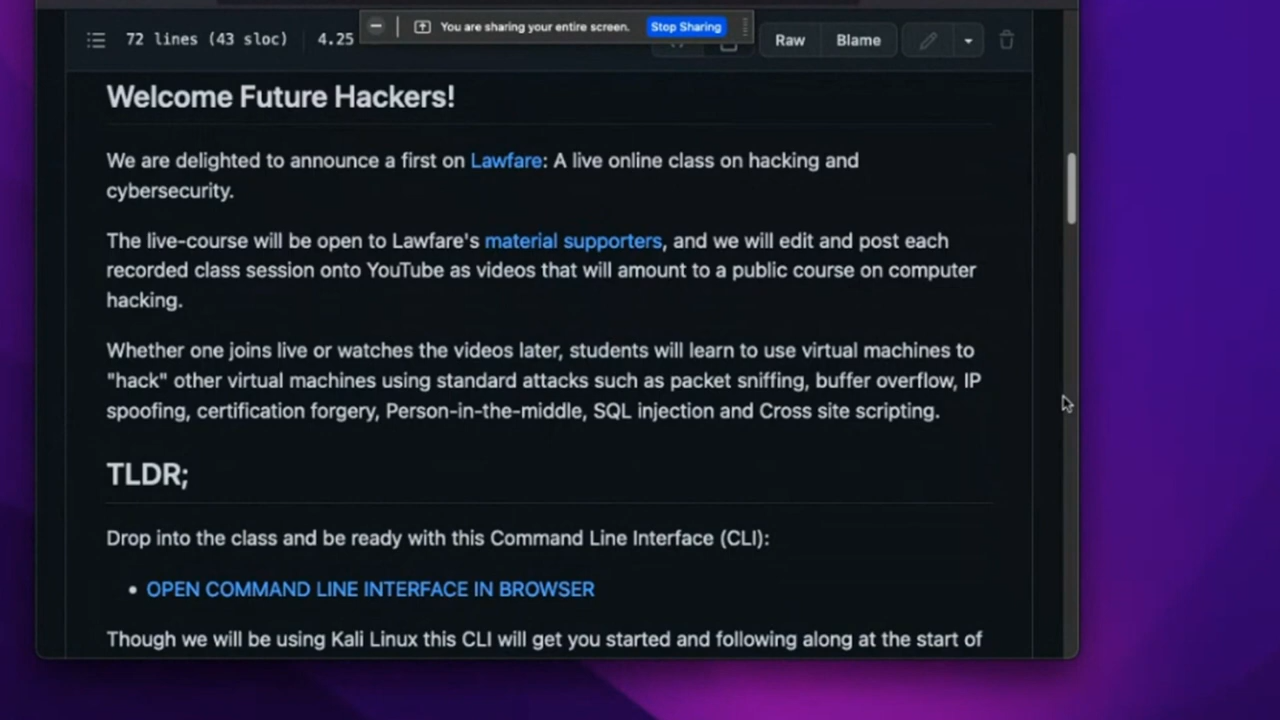 You are sharing your entire screen. Stop Sharing
72 lines (43 sloc) 4.25 Raw Blame
Welcome Future Hackers!
We are delighted to announce a first on Lawfare: A live online class on hacking and
cybersecurity.
The live-course will be open to Lawfare's material supporters, and we will edit and post each
recorded class session onto YouTube as videos that will amount to a public course on computer
hacking.
Whether one joins live or watches the videos later, students will learn to use virtual machines to
"hack" other virtual machines using standard attacks such as packet sniffing, buffer overflow, IP
spoofing, certification forgery, Person-in-the-middle, SQL injection and Cross site scripting.
TLDR;
Drop into the class and be ready with this Command Line Interface (CLI):
• OPEN COMMAND LINE INTERFACE IN BROWSER
Though we will be using Kali Linux this CLI will get you started and following along at the start of